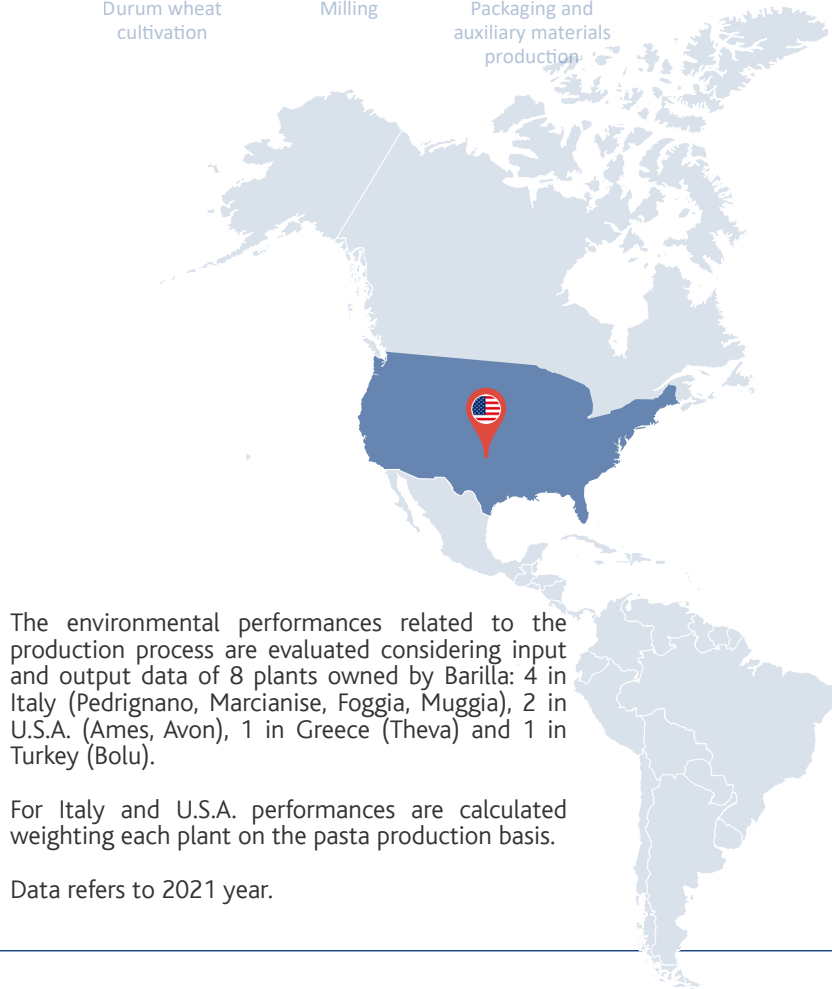 Durum wheat
cultivation
Milling
Packaging and
auxiliary materials
production
The environmental performances related to the
production process are evaluated considering input
and output data of 8 plants owned by Barilla: 4 in
Italy (Pedrignano, Marcianise, Foggia, Muggia), 2 in
U.S.A. (Ames, Avon), 1 in Greece (Theva) and 1 in
Turkey (Bolu).
For Italy and U.S.A. performances are calculated
weighting each plant on the pasta production basis.
Data refers to 2021 year.